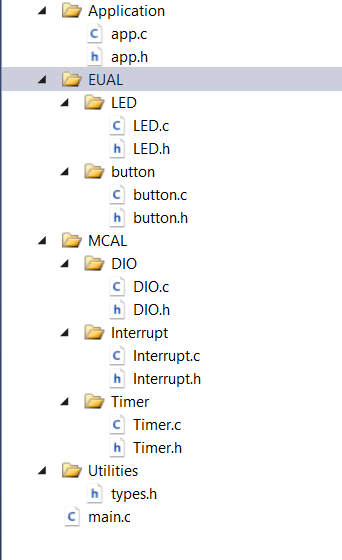 Application
app.c
app.h
EUAL
LED
LED.c
LED.h
button
button.c
button.h
MCAL
DIO
DIO.c
DIO.h
Interrupt
Interrupt.c
Interrupt.h
Timer
Timer.c
Timer.h
Utilities
types.h
main.c